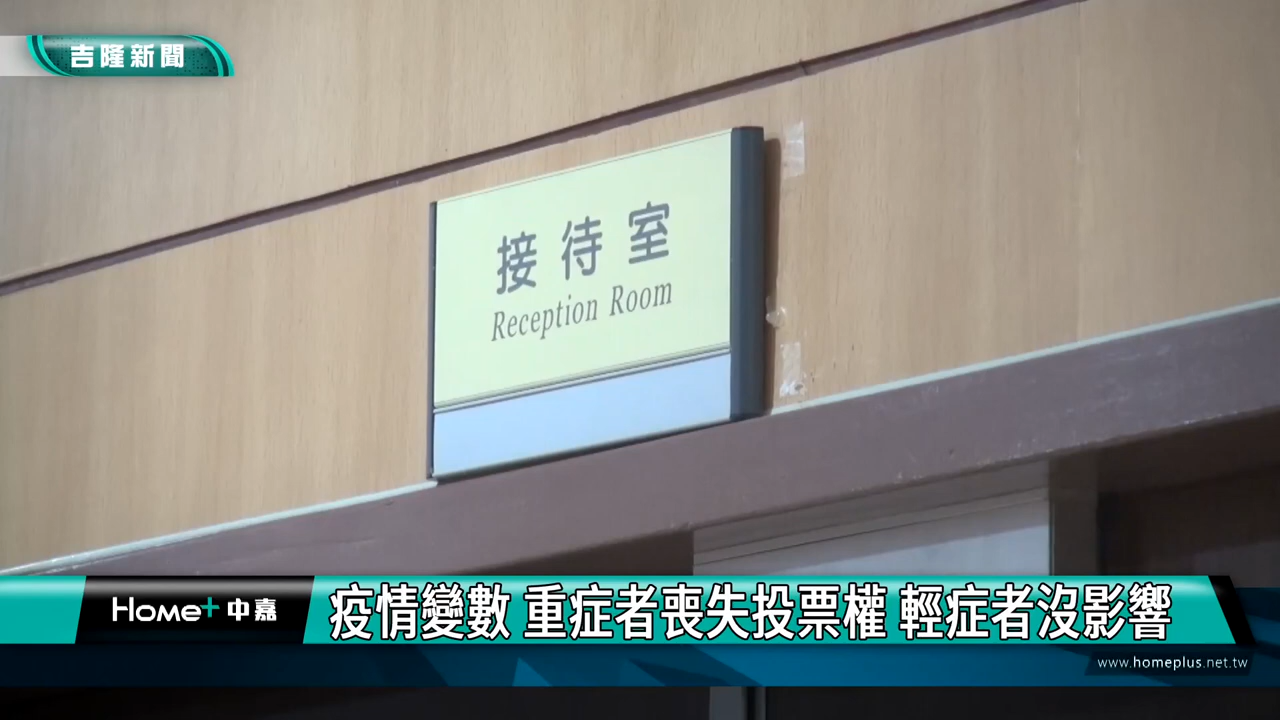 吉隆新聞
接待室
Reception Room
Home+ 中嘉
疫情變數 重症者喪失投票權 輕症者沒影響
www.homeplus.net.tw